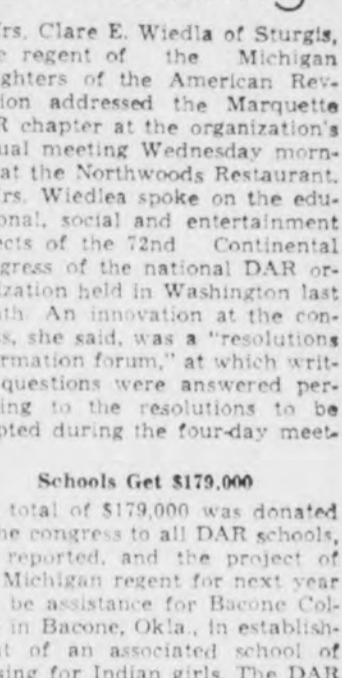 rs. Clare E. Wiedla of Sturgis,
regent of the Michigan
ghters of the American Rev-
ion addressed the Marquette
R chapter at the organization's
ual meeting Wednesday morn-
at the Northwoods Restaurant.
rs. Wiedlea spoke on the edu-
onal, social and entertainment
ects of the 72nd Continental
gress of the national DAR or-
ization held in Washington last
th. An innovation at the con-
s, she said, was a "resolutions
rmation forum," at which writ-
questions were answered per-
ing to the resolutions to be
pted during the four-day meet-
Schools Get $179,000
total of $179,000 was donated
he congress to all DAR schools,
reported, and the project of
Michigan regent for next year
be assistance for Bacone Col-
in Bacone, Okla., in establish-
t of an associated school of
sing for Indian girls. The DAR